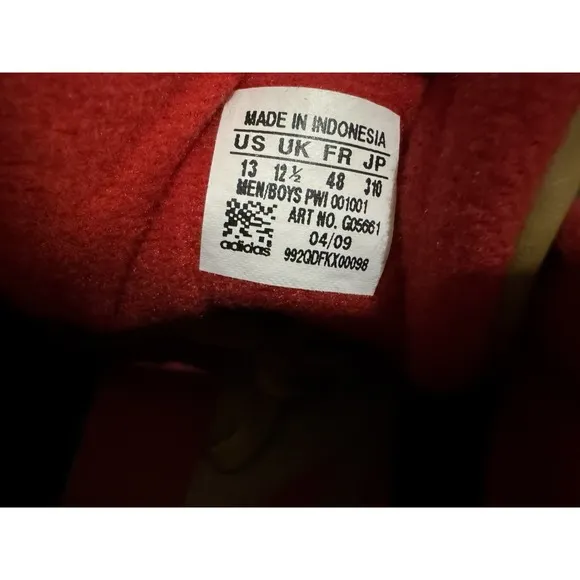 MADE IN INDONESIA
US UK FR JP
13 12½ 48 310
MEN/BOYS PWI 001001
ART NO. G05661
04/09
adidas 992QDFKX00098